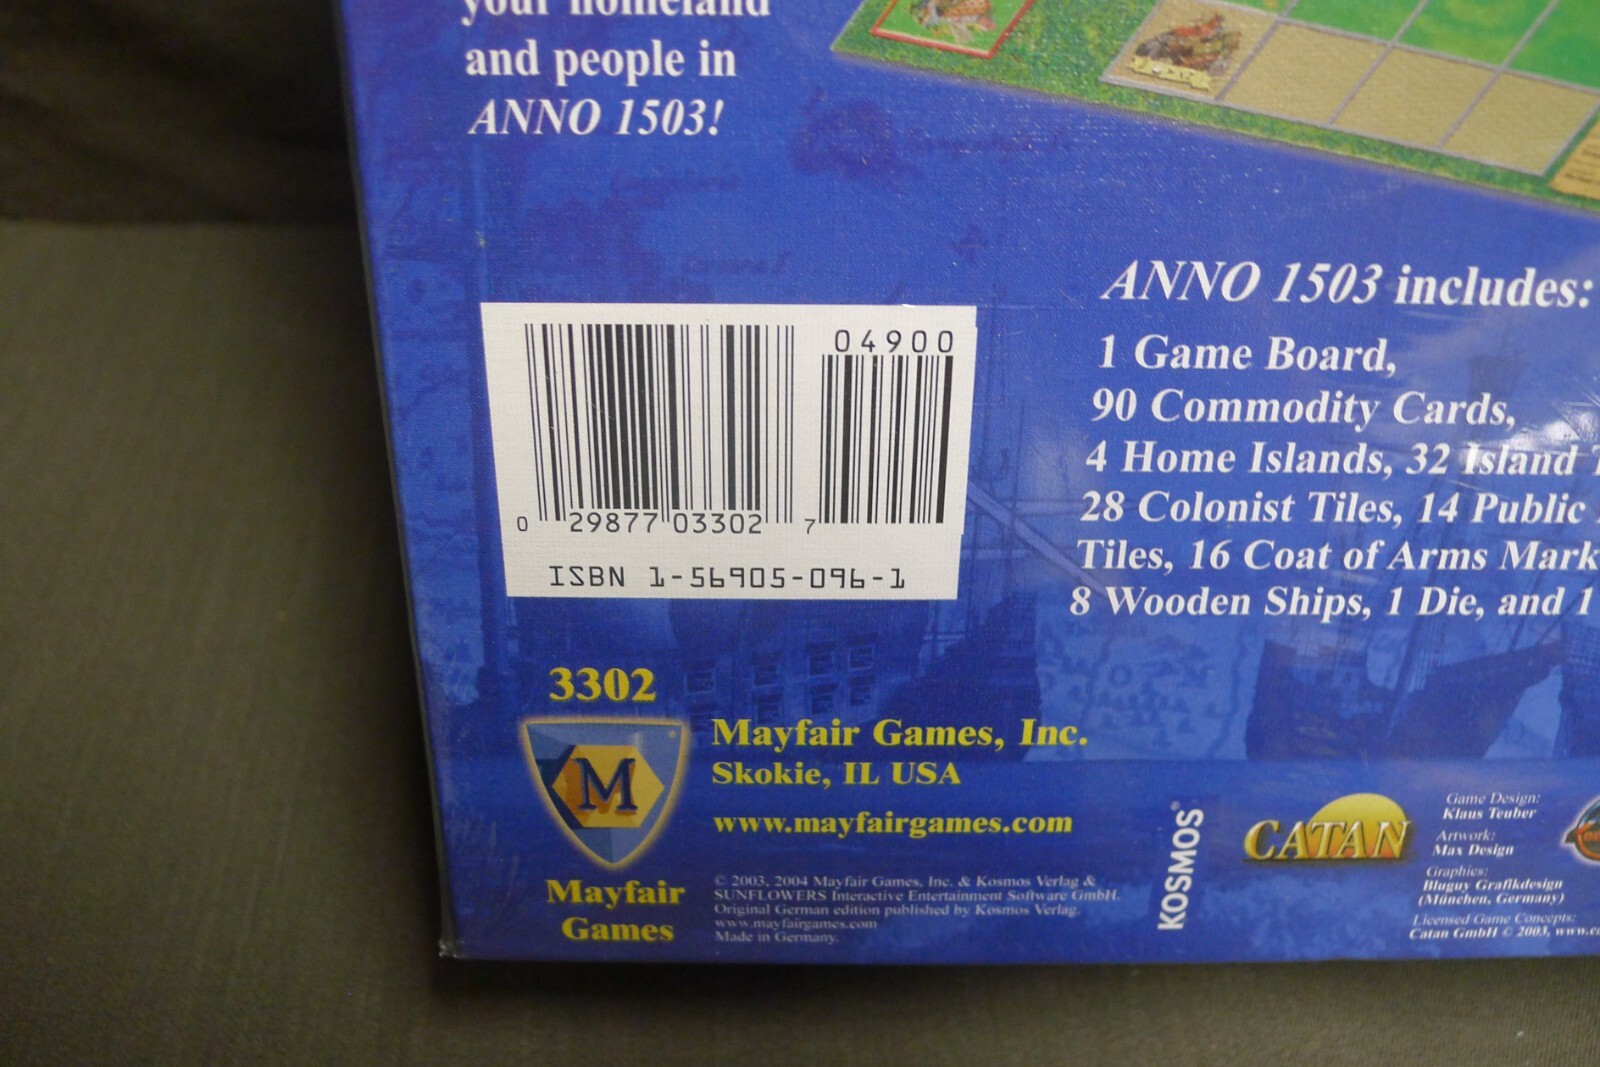 your homeland
and people in
ANNO 1503!
04900
0 29877 03302 7
ISBN 1-56905-096-1
ANNO 1503 includes:
1 Game Board,
90 Commodity Cards,
4 Home Islands, 32 Island
28 Colonist Tiles, 14 Public
Tiles, 16 Coat of Arms Mark
8 Wooden Ships, 1 Die, and 1
3302
M
Mayfair
Games
Mayfair Games, Inc.
Skokie, IL USA
www.mayfairgames.com
© 2003, 2004 Mayfair Games, Inc. & Kosmos Verlag &
SUNFLOWERS Interactive Entertainment Software GmbH.
Original German edition published by Kosmos Verlag.
www.mayfairgames.com
Made in Germany.
KOSMOS®
CATAN
Game Design:
Klaus Teuber
Artwork:
Max Design
Graphics:
Bluguy Grafikdesign
(München, Germany)
Licensed Game Concepts:
Catan GmbH © 2003,